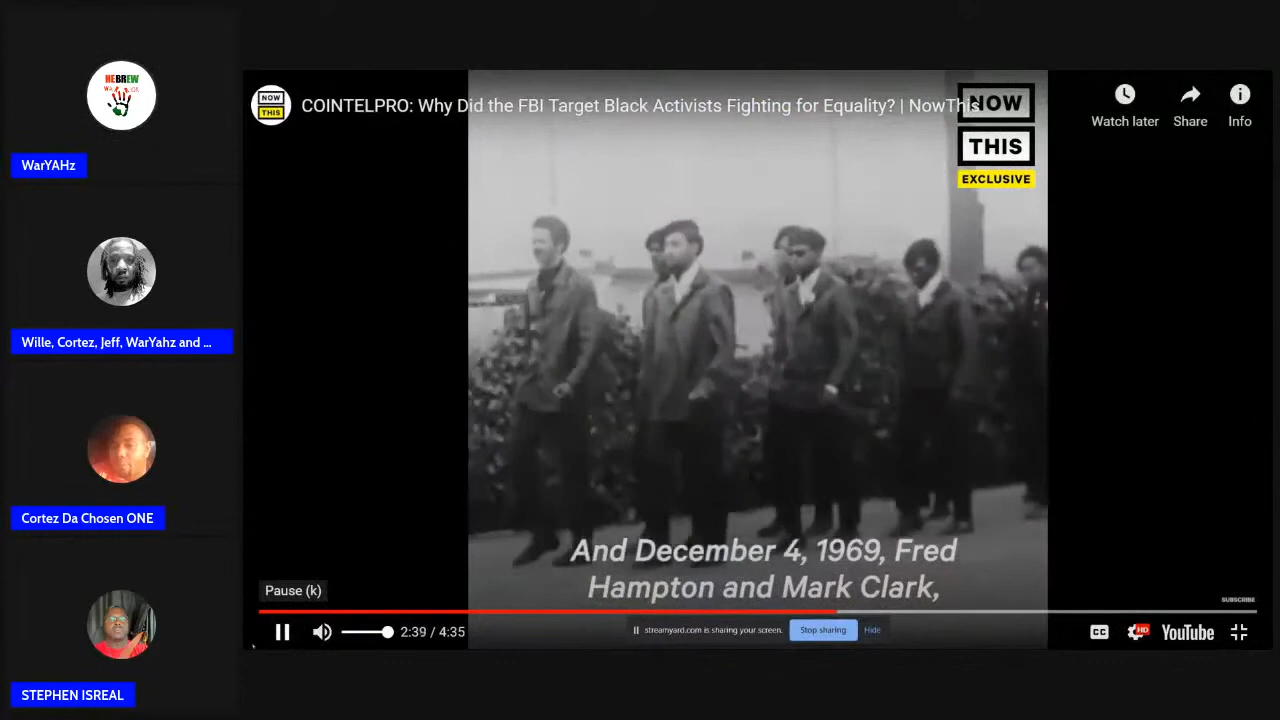 HEBREW
WarYAHz
Wille, Cortez, Jeff, WarYahz and ...
Cortez Da Chosen ONE
STEPHEN ISREAL
NOW
THIS
COINTELPRO: Why Did the FBI Target Black Activists Fighting for Equality? | NowThis
NOW
THIS
EXCLUSIVE
Watch later
Share
Info
And December 4, 1969, Fred
Hampton and Mark Clark,
Pause (k)
SUBSCRIBE
2:39 / 4:35
streamyard.com is sharing your screen.
Stop sharing
Hide
CC
HD
YouTube